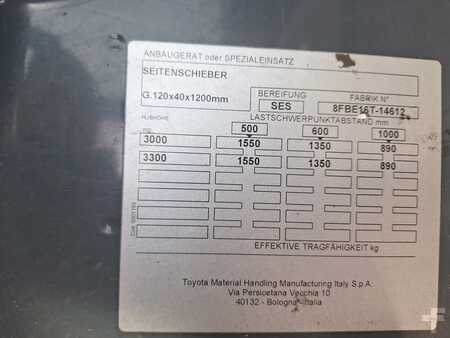 ANBAUGERÄT oder SPEZIALEINSATZ
SEITENSCHIEBER
G.120x40x1200mm
BEREIFUNG FABRIK N°
SES 8FBE16T-14612
HUBHÖHE LASTSCHWERPUNKTABSTAND mm
500 600 1000
3000 1550 1350 890
3300 1550 1350 890
EFFEKTIVE TRAGFÄHIGKEIT kg
Toyota Material Handling Manufacturing Italy S.p.A.
Via Persicetana Vecchia 10
40132 - Bologna - Italia